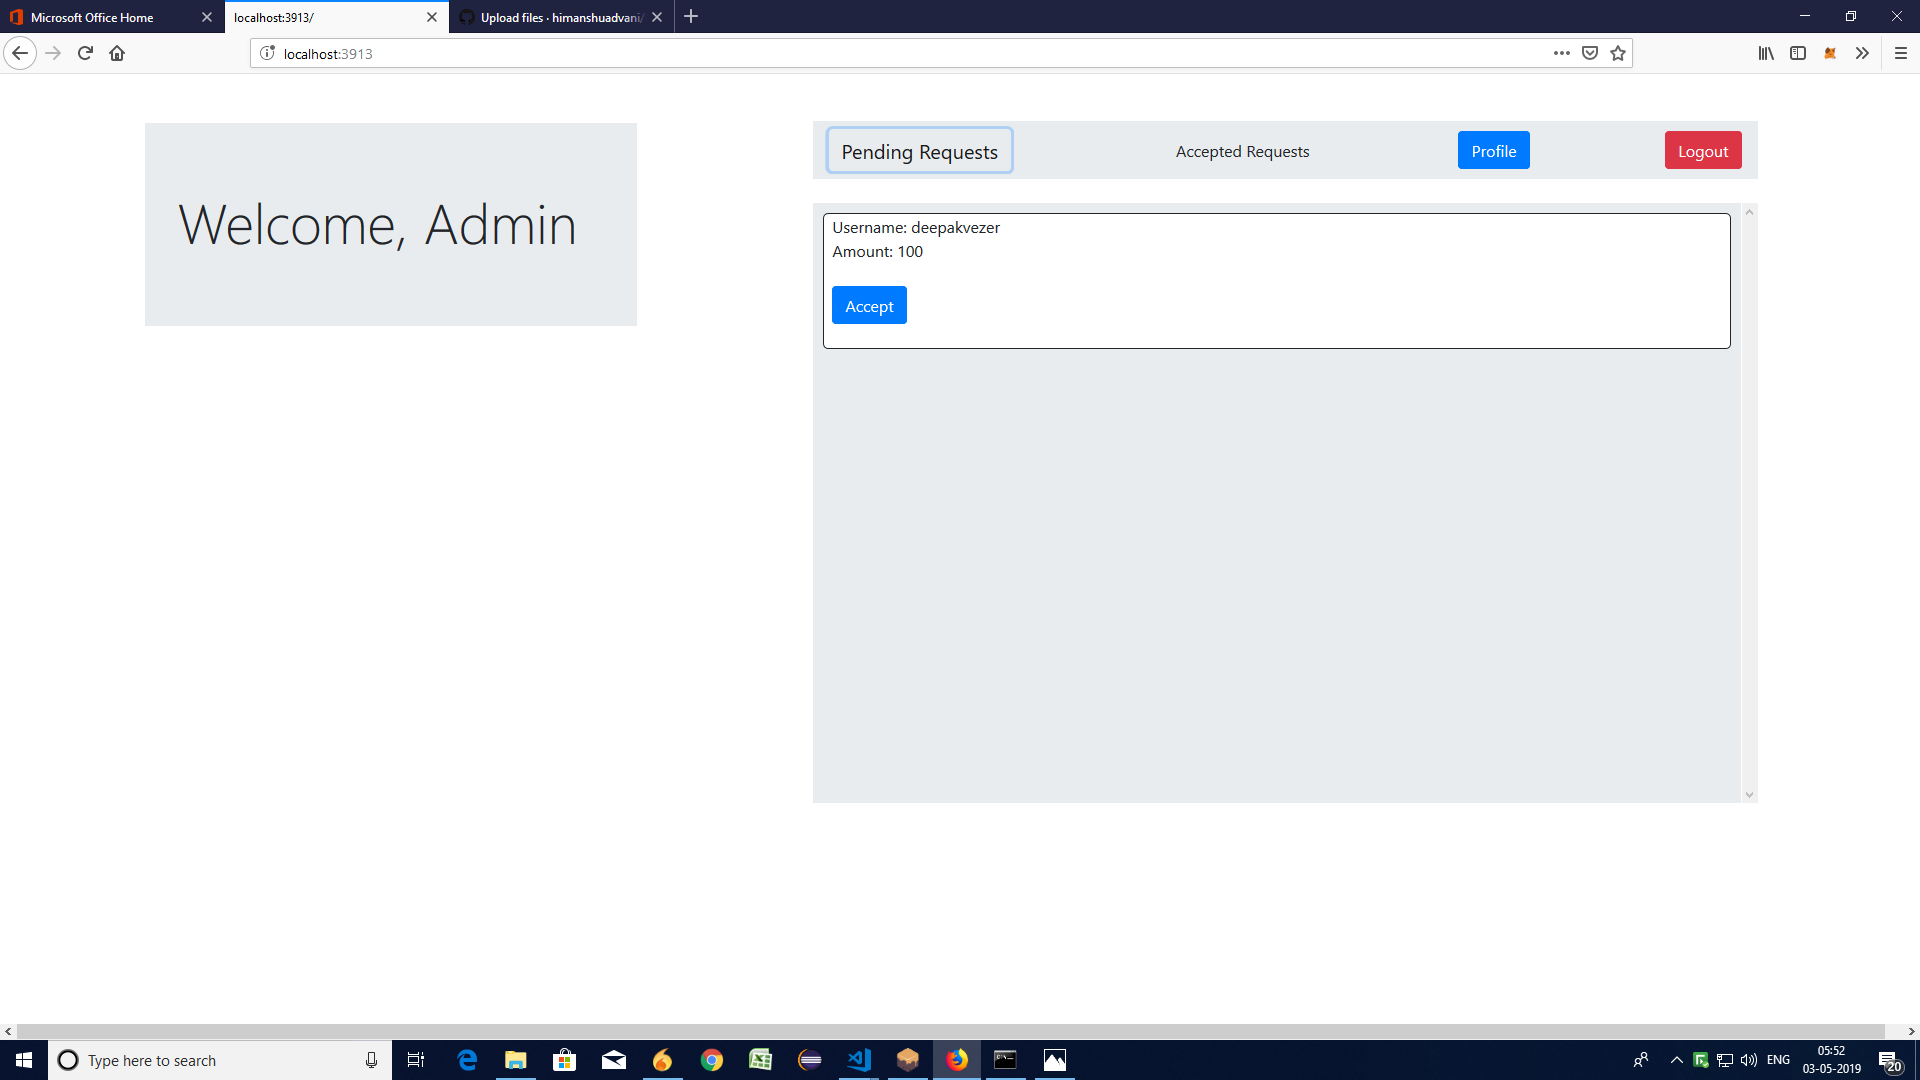 Microsoft Office Home
localhost:3913/
Upload files · himanshuadvani/
localhost:3913
Welcome, Admin
Pending Requests
Accepted Requests
Profile
Logout
Username: deepakvezer
Amount: 100
Accept
Type here to search
ENG
05:52
03-05-2019
20